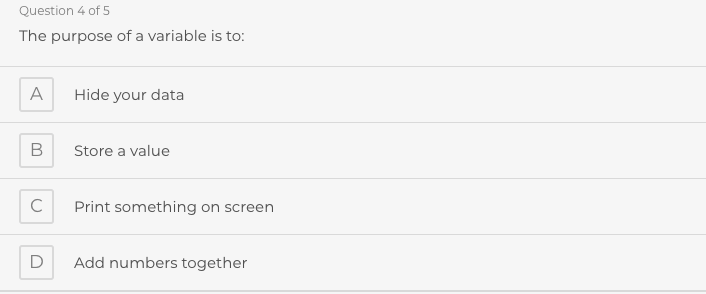 Question 4 of 5
The purpose of a variable is to:
A Hide your data
B Store a value
C Print something on screen
D Add numbers together